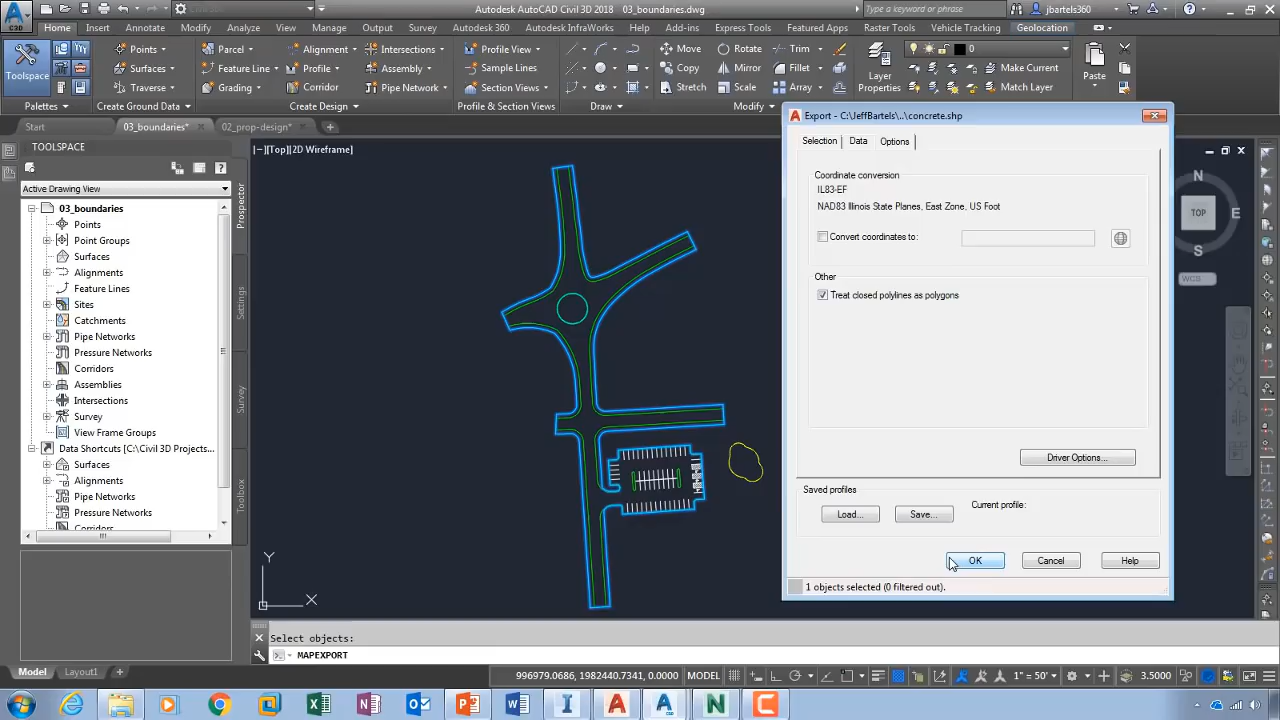 Autodesk AutoCAD Civil 3D 2018   03_boundaries.dwg
Type a keyword or phrase
jbartels360
C3D
Home
Insert
Annotate
Modify
Analyze
View
Manage
Output
Survey
Autodesk 360
Autodesk InfraWorks
Help
Add-ins
Express Tools
Featured Apps
Vehicle Tracking
Geolocation
Toolspace
Points
Surfaces
Traverse
Parcel
Feature Line
Grading
Alignment
Profile
Corridor
Intersections
Assembly
Pipe Network
Profile View
Sample Lines
Section Views
Move
Copy
Stretch
Rotate
Mirror
Scale
Trim
Fillet
Array
Layer
Properties
0
Make Current
Match Layer
Paste
Palettes
Create Ground Data
Create Design
Profile & Section Views
Draw
Modify
Start
03_boundaries*
02_prop-design*
TOOLSPACE
Active Drawing View
03_boundaries
Points
Point Groups
Surfaces
Alignments
Feature Lines
Sites
Catchments
Pipe Networks
Pressure Networks
Corridors
Assemblies
Intersections
Survey
View Frame Groups
Data Shortcuts [C:\Civil 3D Projects...
Surfaces
Alignments
Pipe Networks
Pressure Networks
Corridors
Prospector
Settings
Survey
Toolbox
[−][Top][2D Wireframe]
Y
X
N
TOP
E
S
WCS
Export - C:\JeffBartels\..\concrete.shp
Selection
Data
Options
Coordinate conversion
IL83-EF
NAD83 Illinois State Planes, East Zone, US Foot
Convert coordinates to:
Other
Treat closed polylines as polygons
Driver Options...
Saved profiles
Load...
Save...
Current profile:
OK
Cancel
Help
1 objects selected (0 filtered out).
Select objects:
MAPEXPORT
Model
Layout1
996979.0686, 1982440.7341, 0.0000
MODEL
1" = 50'
3.5000